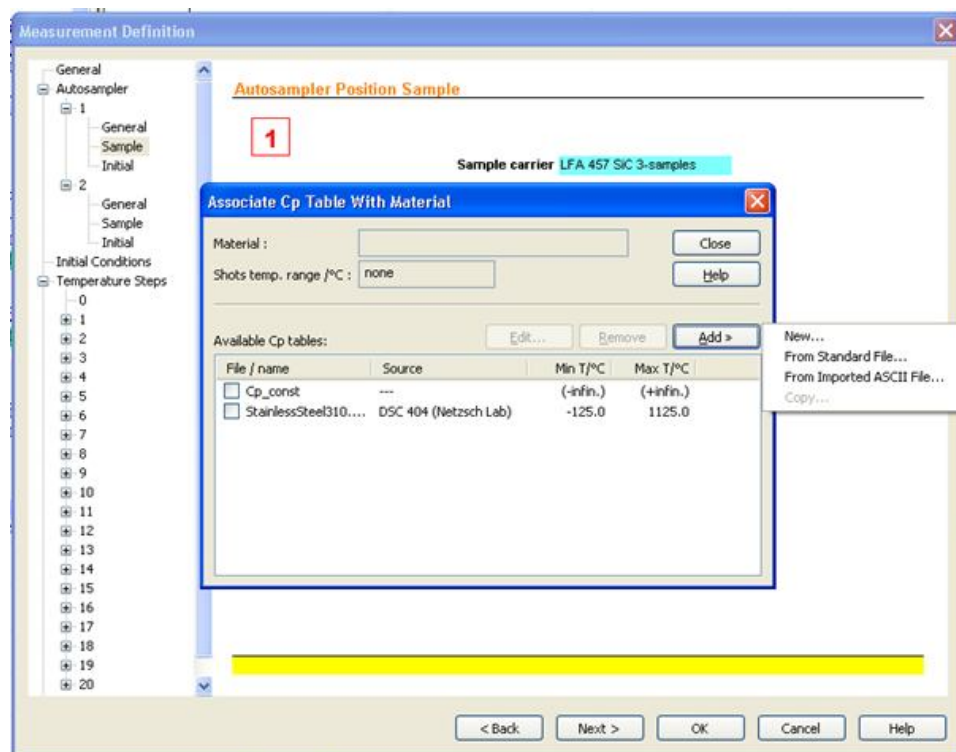 Measurement Definition
General
Autosampler
1
General
Sample
Initial
2
General
Sample
Initial
Initial Conditions
Temperature Steps
0
1
2
3
4
5
6
7
8
9
10
11
12
13
14
15
16
17
18
19
20
Autosampler Position Sample
1
Sample carrier LFA 457 SiC 3-samples
Associate Cp Table With Material
Material :
Close
Shots temp. range /°C : none
Help
Available Cp tables:
Edit... Remove Add »
File / name Source Min T/°C Max T/°C
Cp_const --- (-infin.) (+infin.)
StainlessSteel310.... DSC 404 (Netzsch Lab) -125.0 1125.0
New...
From Standard File...
From Imported ASCII File...
Copy...
< Back Next > OK Cancel Help